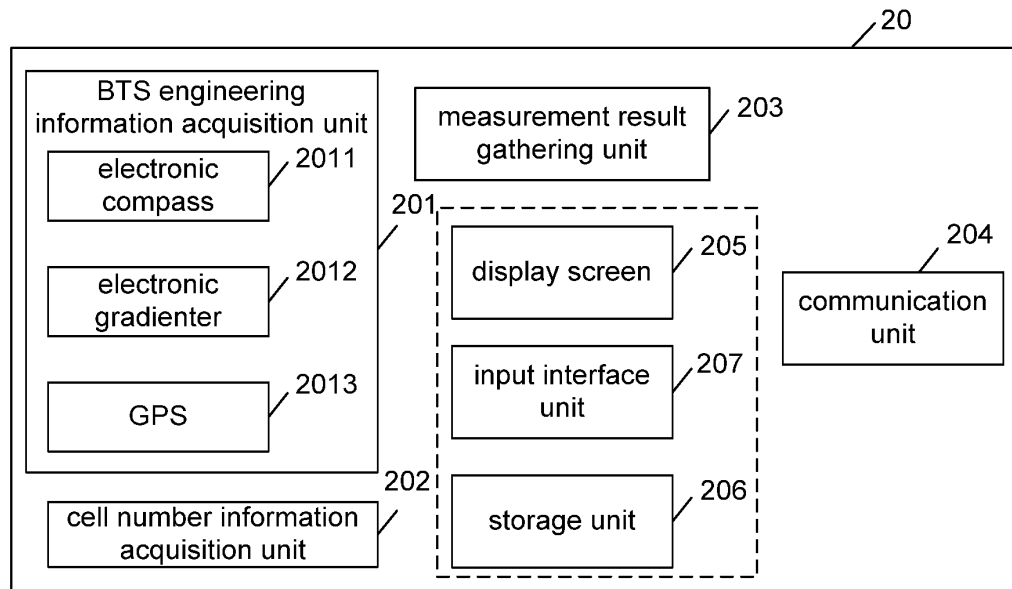 20
BTS engineering
information acquisition unit
electronic
compass
2011
201
electronic
gradienter
2012
GPS
2013
cell number information
acquisition unit
202
measurement result
gathering unit
203
display screen
205
input interface
unit
207
storage unit
206
communication
unit
204